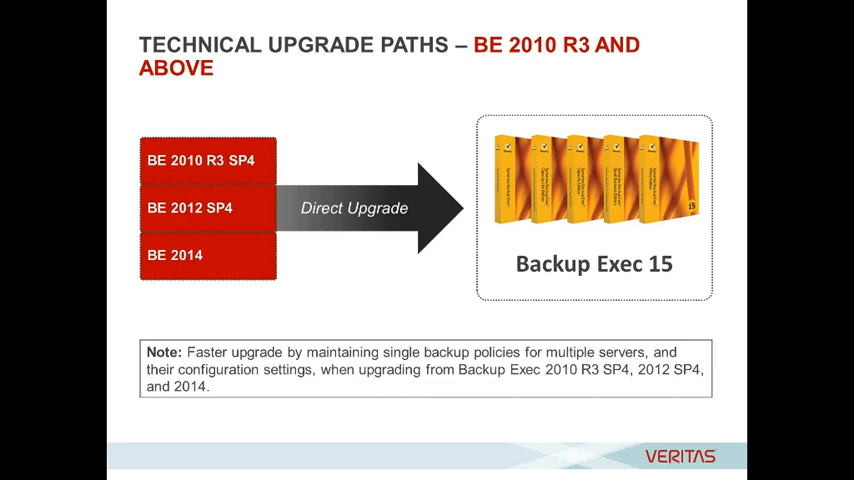 TECHNICAL UPGRADE PATHS – BE 2010 R3 AND
ABOVE
BE 2010 R3 SP4
BE 2012 SP4
BE 2014
Direct Upgrade
15
Backup Exec 15
Note: Faster upgrade by maintaining single backup policies for multiple servers, and
their configuration settings, when upgrading from Backup Exec 2010 R3 SP4, 2012 SP4,
and 2014.
VERITAS